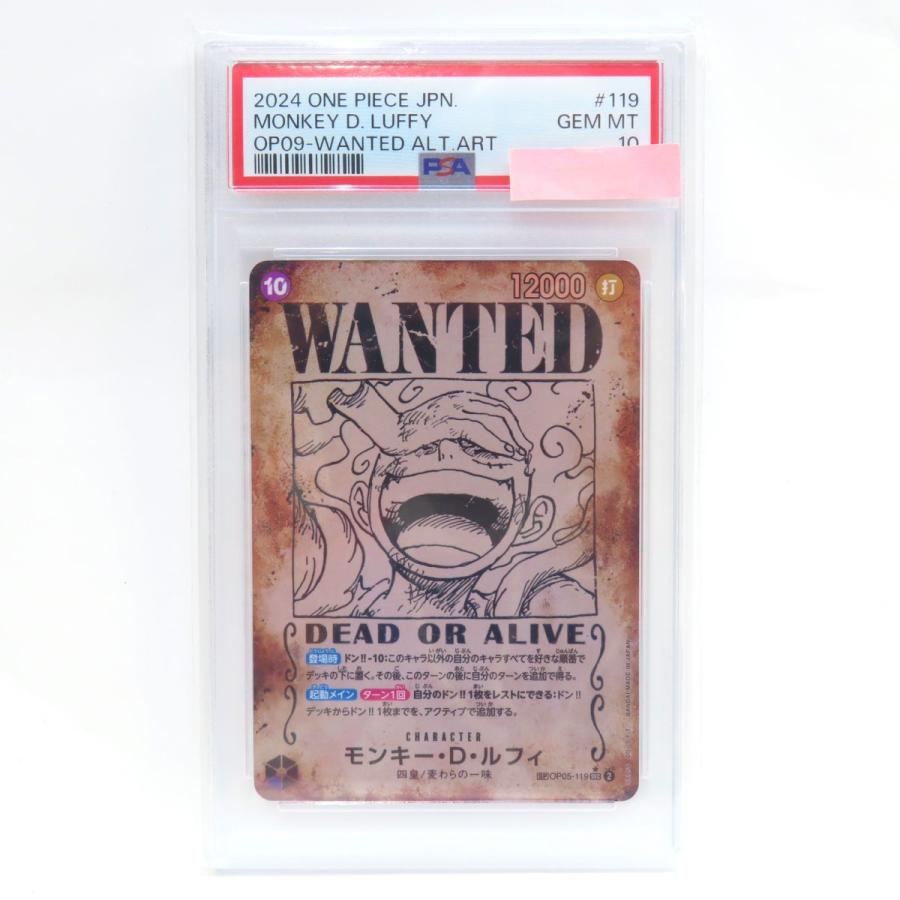 2024 ONE PIECE JPN. #119
MONKEY D. LUFFY GEM MT
OP09-WANTED ALT.ART 10
PSA
10 12000 打
WANTED
DEAD OR ALIVE
登場時 ドン!!-10:このキャラ以外の自分のキャラすべてを好きな順番で
デッキの下に置く。その後、このターンの後に自分のターンを追加で得る。
起動メイン ターン1回 自分のドン!!1枚をレストにできる:ドン!!
デッキからドン!!1枚までを、アクティブで追加する。
CHARACTER
モンキー・D・ルフィ
四皇/麦わらの一味
SP OP05-119 SEC 2
BANDAI MADE IN JAPAN